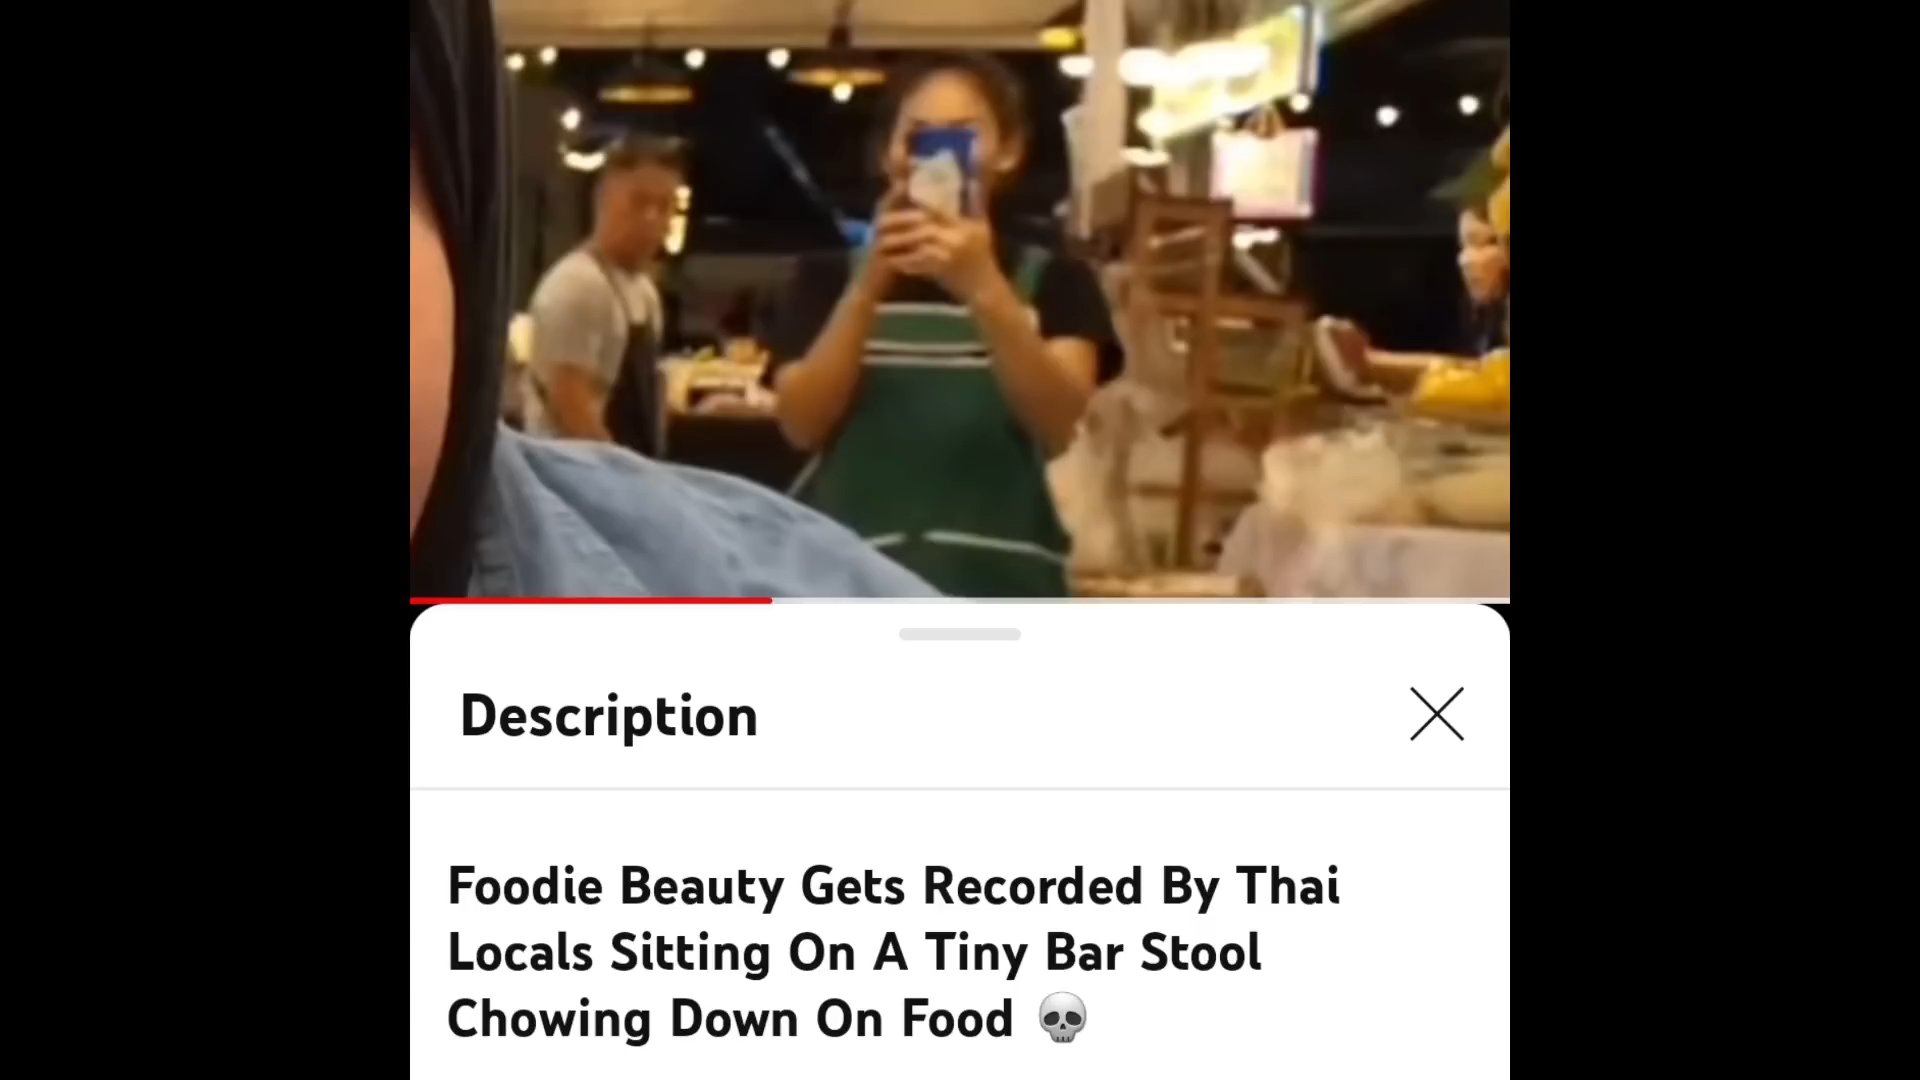 Description
Foodie Beauty Gets Recorded By Thai
Locals Sitting On A Tiny Bar Stool
Chowing Down On Food 💀